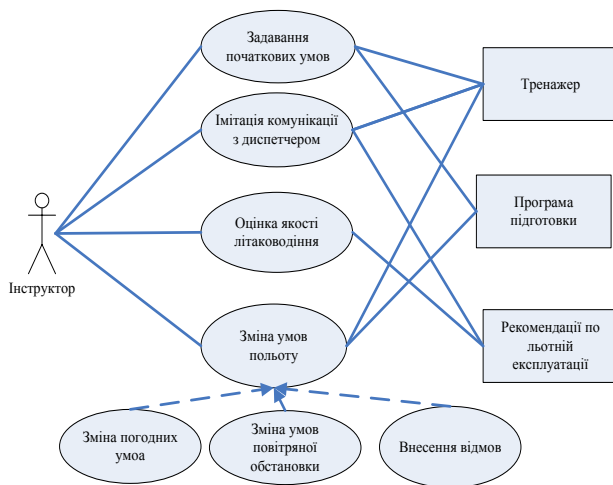 Задавання
початкових умов
Тренажер
Імітація комунікації
з диспетчером
Програма
підготовки
Оцінка якості
літаководіння
Інструктор
Зміна умов
польоту
Рекомендації по
льотній
експлуатації
Зміна погодних
умоа
Зміна умов
повітряної
обстановки
Внесення відмов